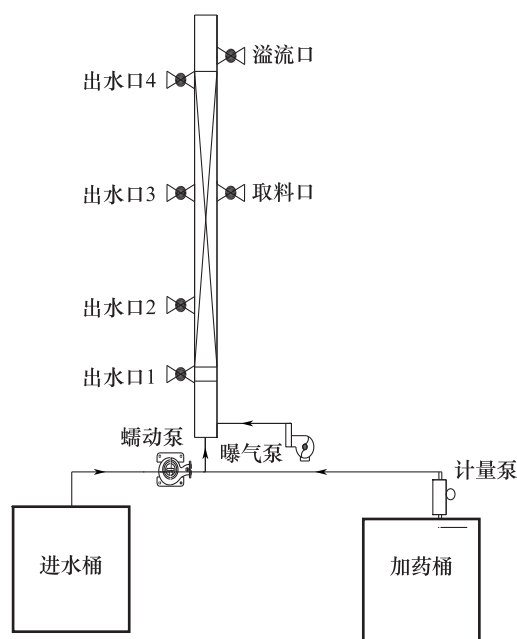 溢流口
出水口4
出水口3
取料口
出水口2
出水口1
蠕动泵
曝气泵
计量泵
进水桶
加药桶